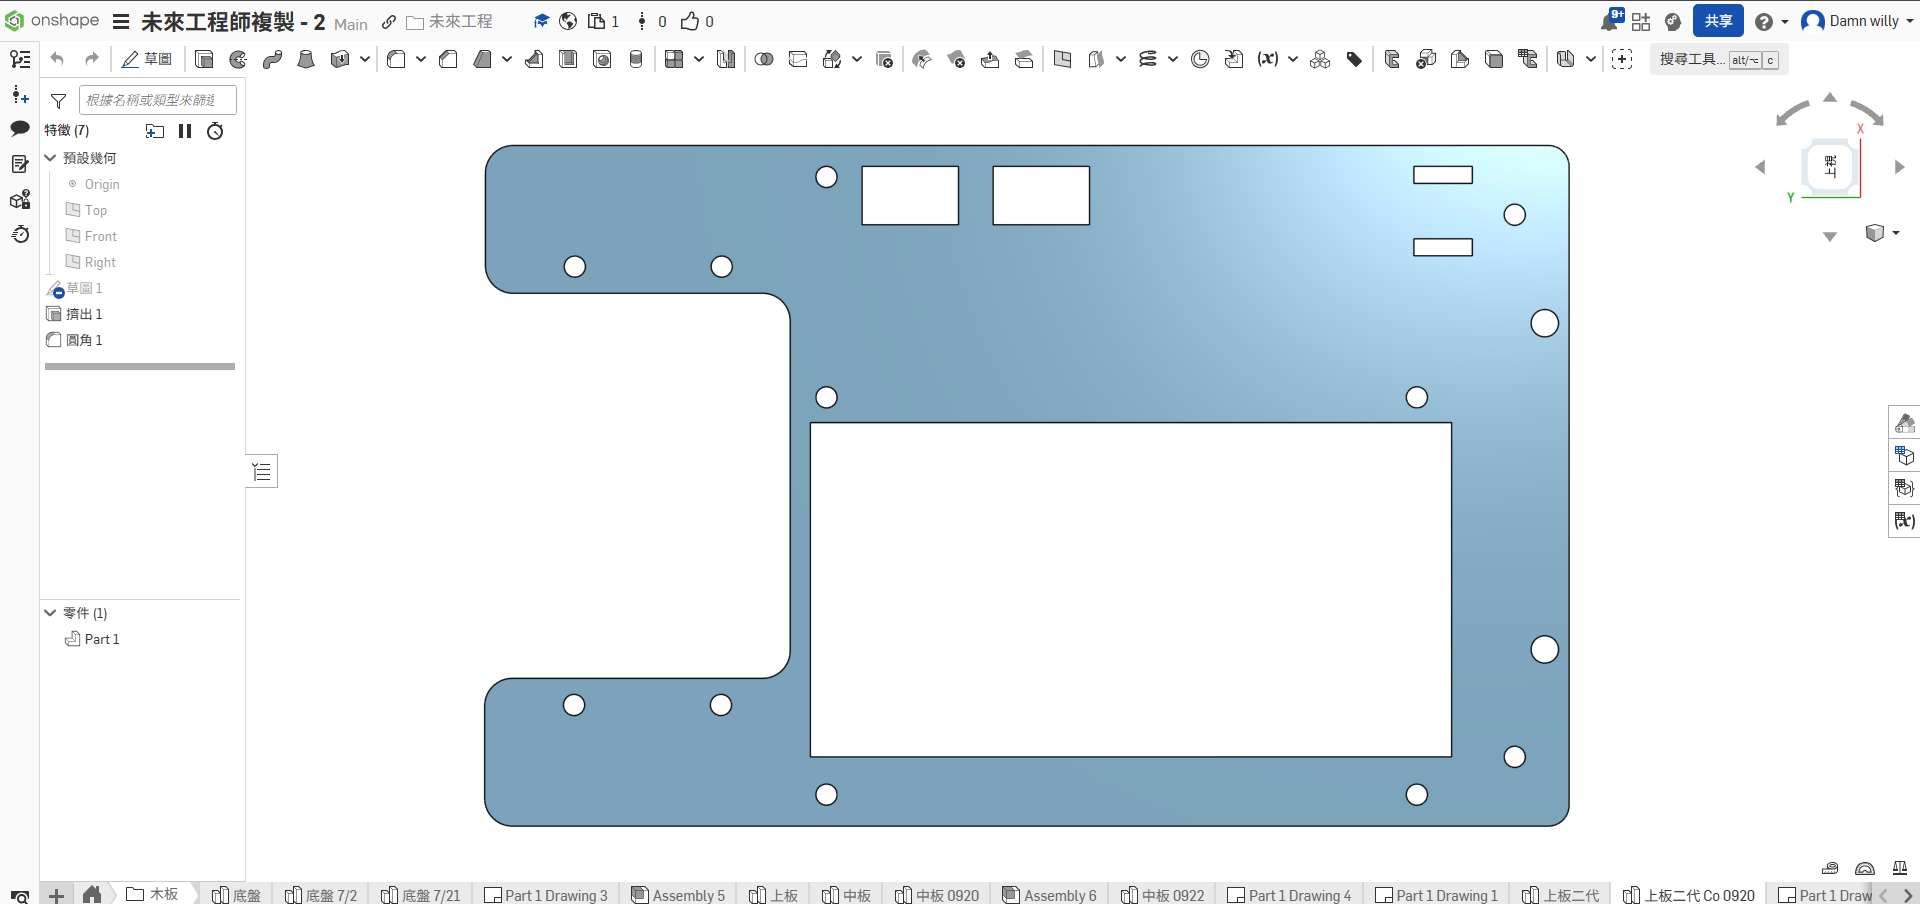 onshape 未來工程師複製 - 2 Main 未來工程 1 0 0 9+ 共享 Damn willy
草圖 搜尋工具... alt/⌥ c
根據名稱或類型來篩選
特徵 (7)
預設幾何
Origin
Top
Front
Right
草圖 1
擠出 1
圓角 1
零件 (1)
Part 1
X
上視
Y
木板 底盤 底盤 7/2 底盤 7/21 Part 1 Drawing 3 Assembly 5 上板 中板 中板 0920 Assembly 6 中板 0922 Part 1 Drawing 4 Part 1 Drawing 1 上板二代 上板二代 Co 0920 Part 1 Draw